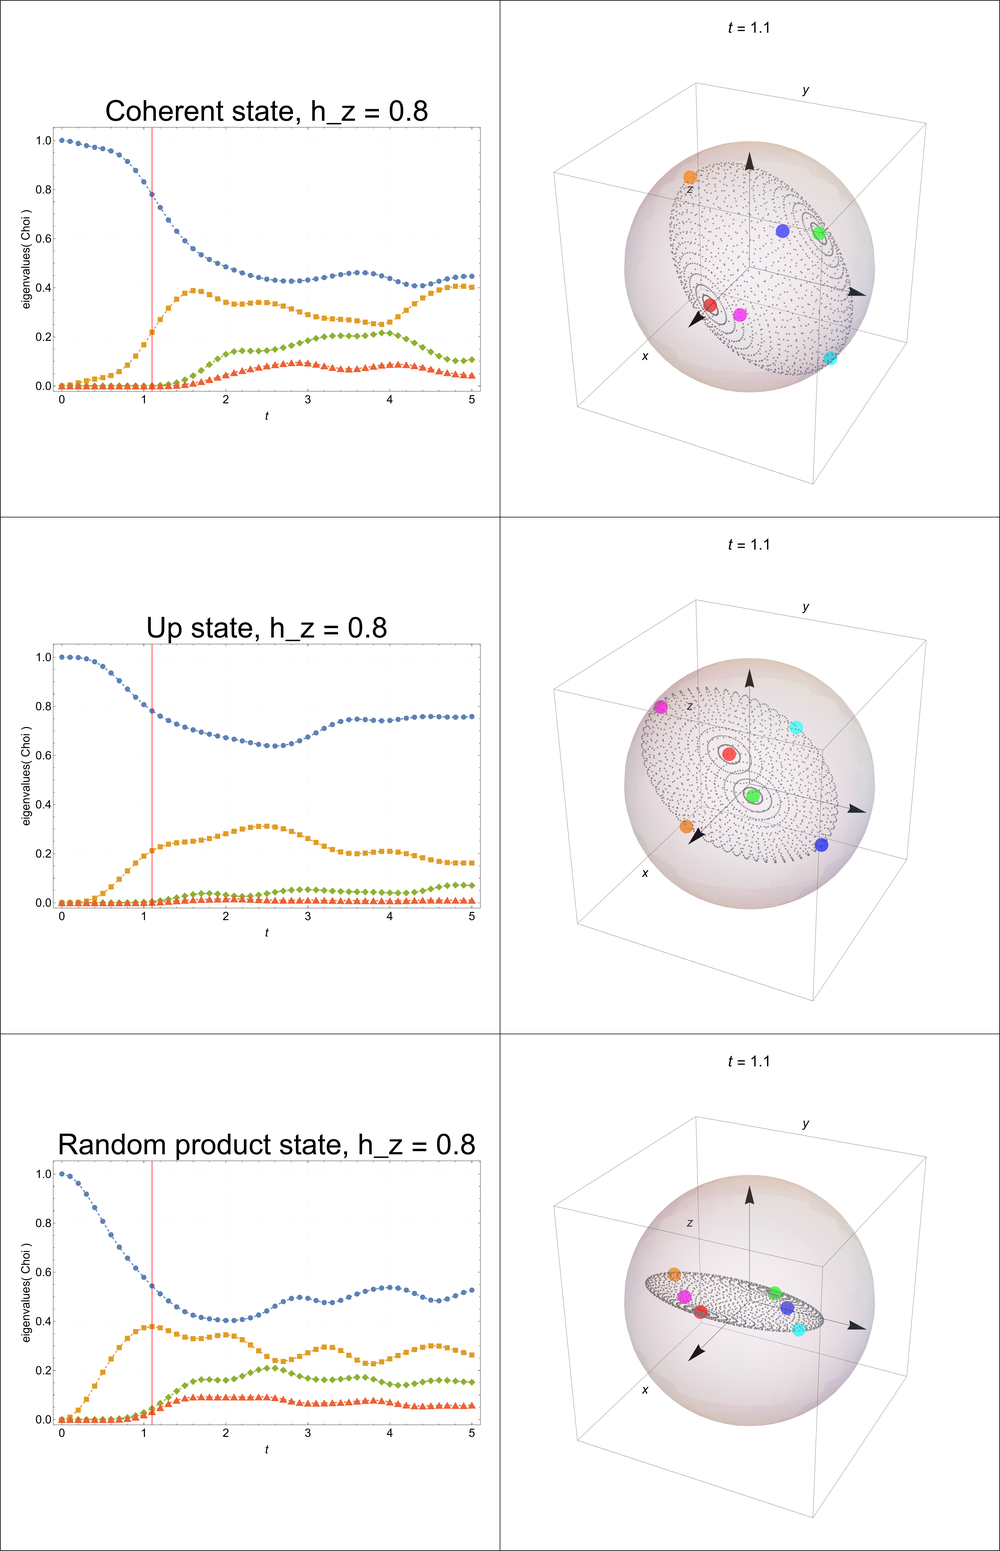 t = 1.1
Coherent state, h_z = 0.8
eigenvalues( Choi )
1.0
0.8
0.6
0.4
0.2
0.0
0 1 2 3 4 5
t
y
z
x
t = 1.1
Up state, h_z = 0.8
eigenvalues( Choi )
1.0
0.8
0.6
0.4
0.2
0.0
0 1 2 3 4 5
t
y
z
x
t = 1.1
Random product state, h_z = 0.8
eigenvalues( Choi )
1.0
0.8
0.6
0.4
0.2
0.0
0 1 2 3 4 5
t
y
z
x